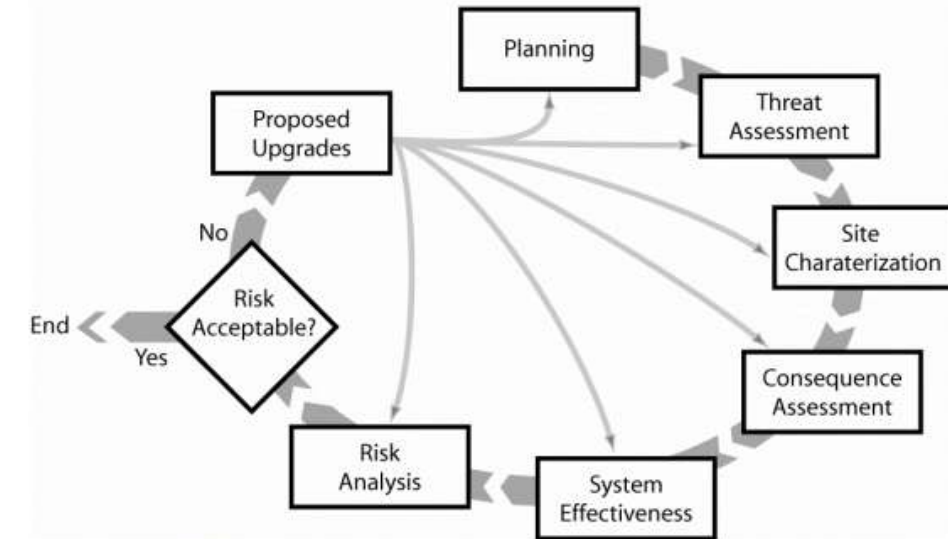 Planning
Threat
Assessment
Site
Charaterization
Consequence
Assessment
System
Effectiveness
Risk
Analysis
Risk
Acceptable?
Yes
End
No
Proposed
Upgrades